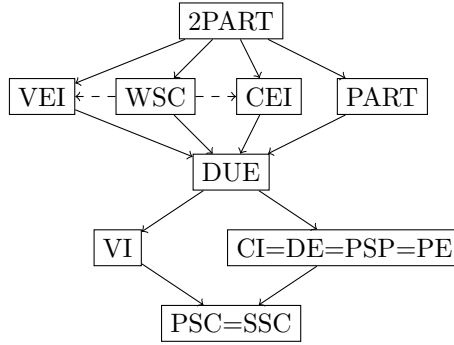 2PART
VEI WSC CEI PART
DUE
VI CI=DE=PSP=PE
PSC=SSC